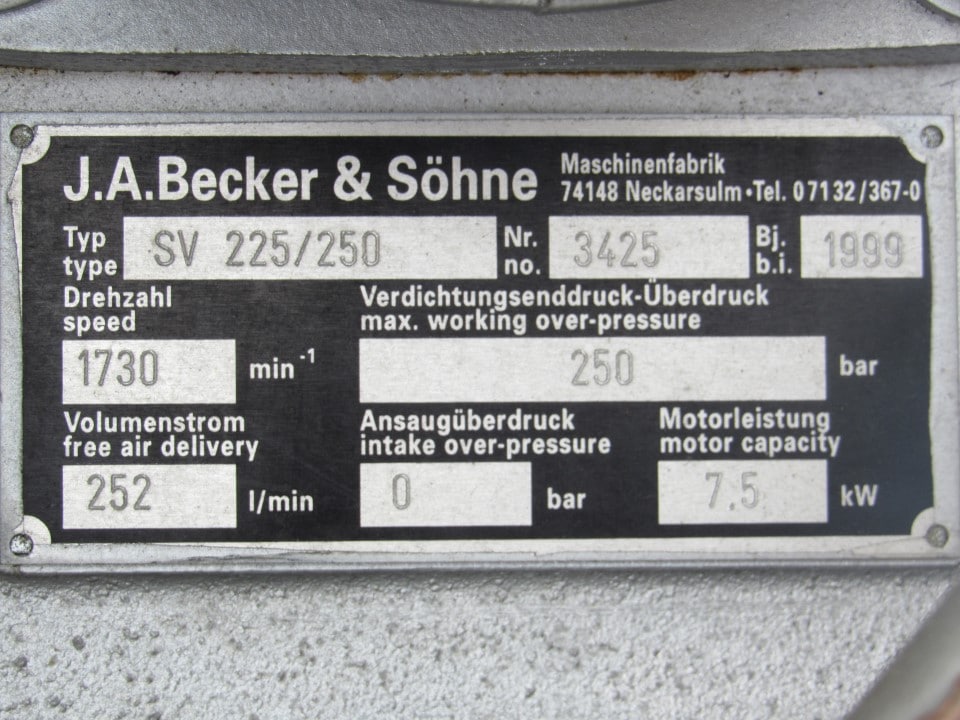 J.A.Becker & Söhne
Maschinenfabrik
74148 Neckarsulm•Tel. 07132/367-0
Typ
type
SV 225/250
Nr.
no.
3425
Bj.
b.i.
1999
Drehzahl
speed
1730 min⁻¹
Verdichtungsenddruck-Überdruck
max. working over-pressure
250 bar
Volumenstrom
free air delivery
252 l/min
Ansaugüberdruck
intake over-pressure
0 bar
Motorleistung
motor capacity
7.5 kW